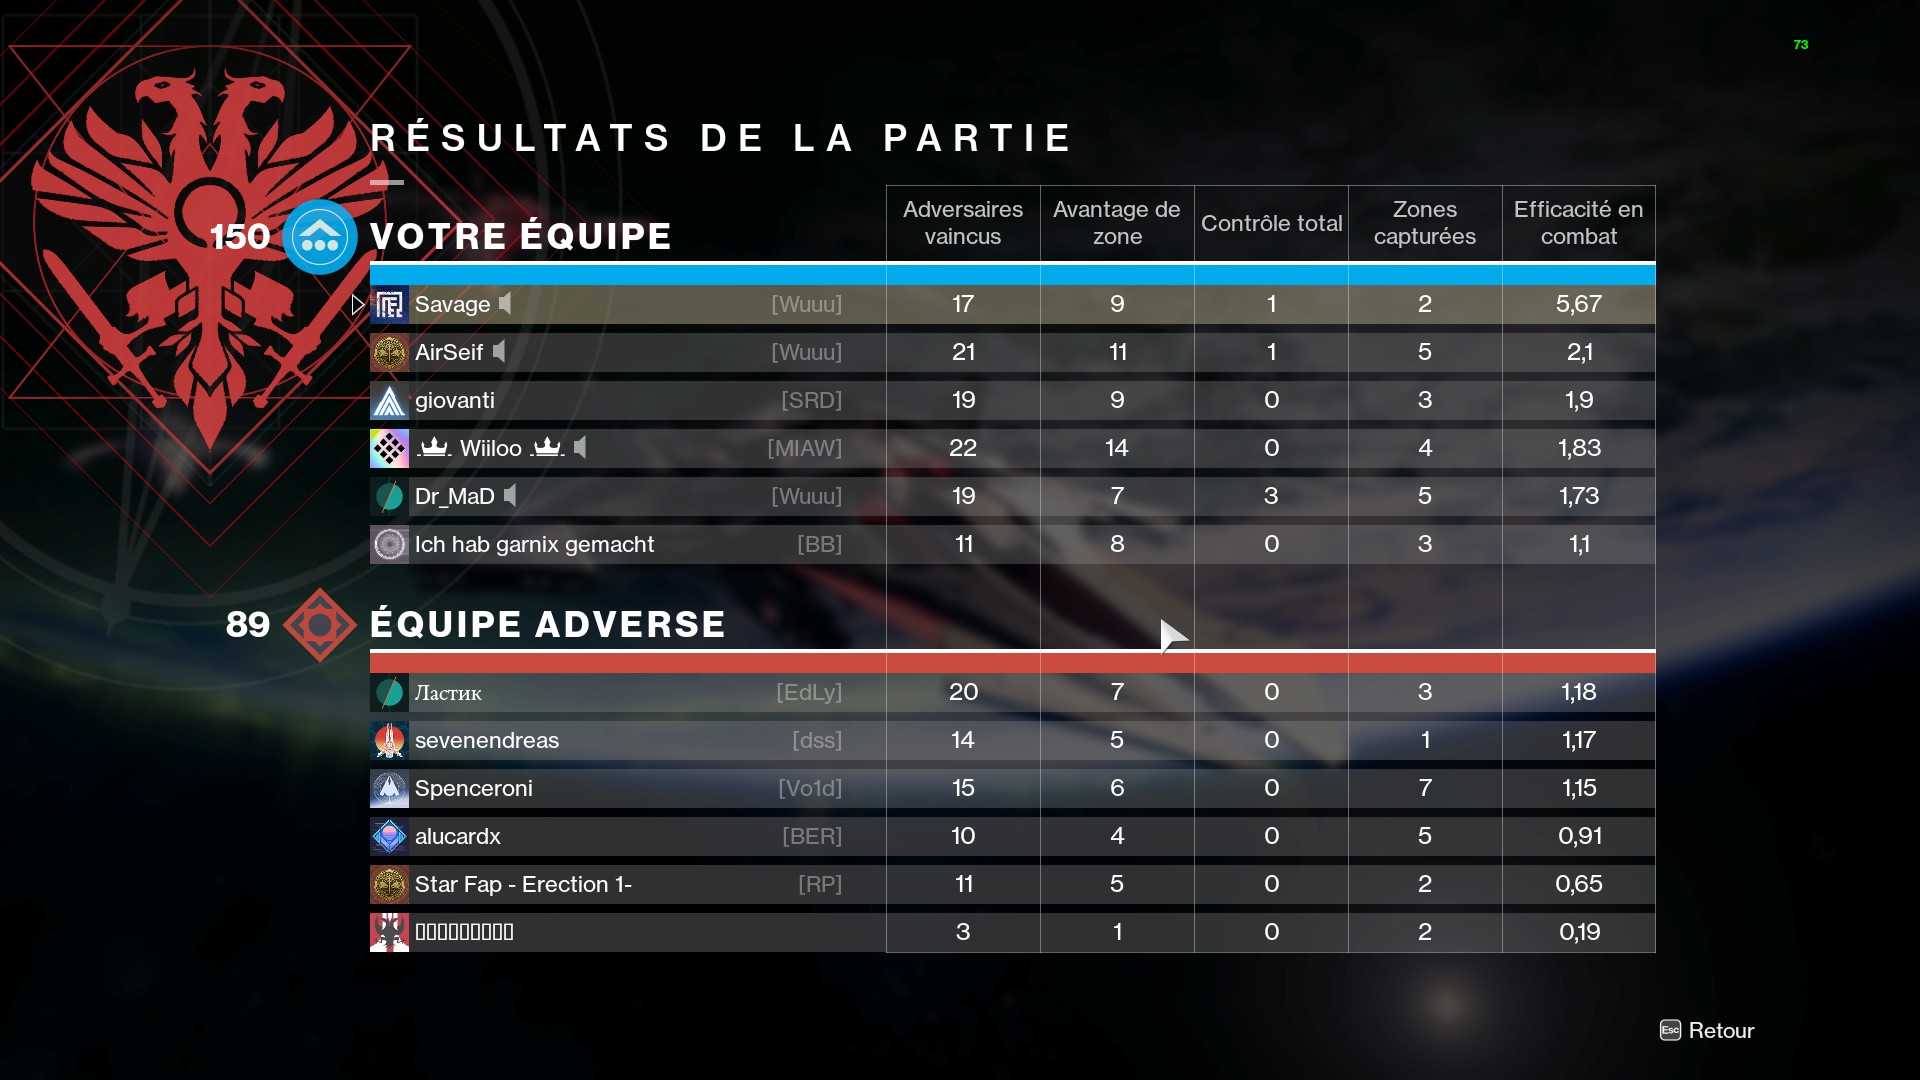 73
RÉSULTATS DE LA PARTIE
Adversaires vaincus Avantage de zone Contrôle total Zones capturées Efficacité en combat
150 VOTRE ÉQUIPE
Savage [Wuuu] 17 9 1 2 5,67
AirSeif [Wuuu] 21 11 1 5 2,1
giovanti [SRD] 19 9 0 3 1,9
Wiiloo [MIAW] 22 14 0 4 1,83
Dr_MaD [Wuuu] 19 7 3 5 1,73
Ich hab garnix gemacht [BB] 11 8 0 3 1,1
89 ÉQUIPE ADVERSE
Ластик [EdLy] 20 7 0 3 1,18
sevenendreas [dss] 14 5 0 1 1,17
Spenceroni [Vo1d] 15 6 0 7 1,15
alucardx [BER] 10 4 0 5 0,91
Star Fap - Erection 1- [RP] 11 5 0 2 0,65
3 1 0 2 0,19
Esc Retour